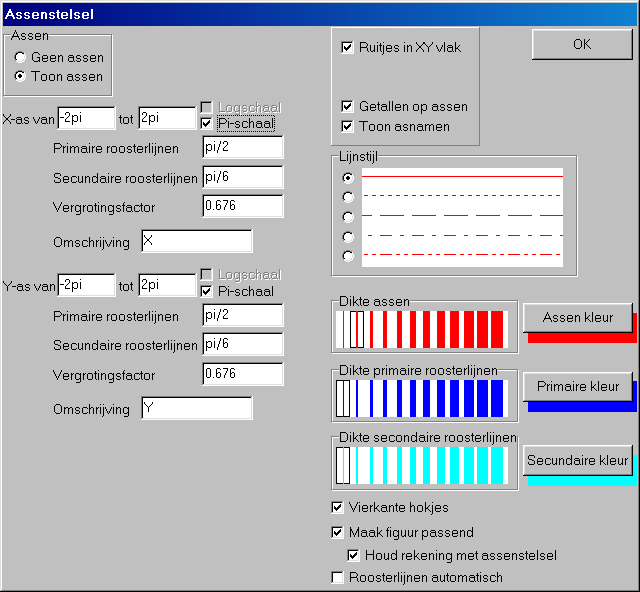 Assenstelsel
Assen
Geen assen
Toon assen
X-as van -2pi tot 2pi
Logschaal
Pi-schaal
Primaire roosterlijnen pi/2
Secundaire roosterlijnen pi/6
Vergrotingsfactor 0.676
Omschrijving X
Y-as van -2pi tot 2pi
Logschaal
Pi-schaal
Primaire roosterlijnen pi/2
Secundaire roosterlijnen pi/6
Vergrotingsfactor 0.676
Omschrijving Y
Ruitjes in XY vlak
Getallen op assen
Toon asnamen
OK
Lijnstijl
Dikte assen
Assen kleur
Dikte primaire roosterlijnen
Primaire kleur
Dikte secondaire roosterlijnen
Secundaire kleur
Vierkante hokjes
Maak figuur passend
Houd rekening met assenstelsel
Roosterlijnen automatisch